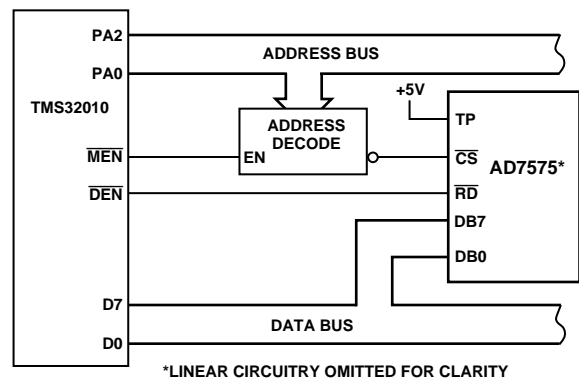 PA2
ADDRESS BUS
PA0
+5V
TMS32010
ADDRESS
DECODE
TP
MEN
EN
CS
AD7575*
DEN
RD
DB7
DB0
D7
DATA BUS
D0
*LINEAR CIRCUITRY OMITTED FOR CLARITY